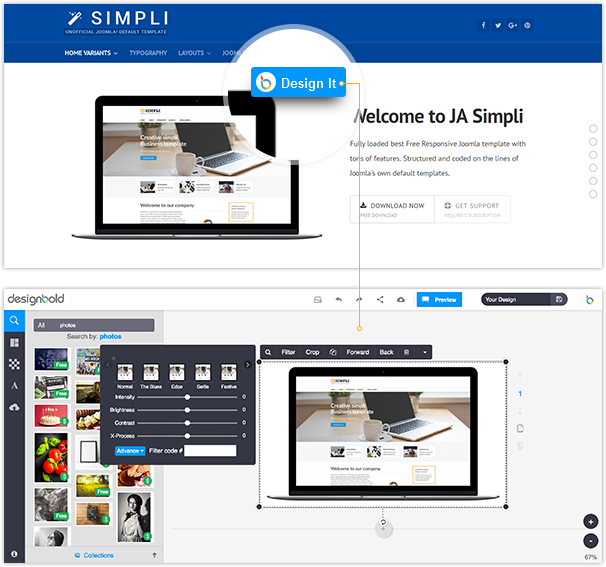 SIMPLI
UNOFFICIAL JOOMLA! DEFAULT TEMPLATE
HOME VARIANTS TYPOGRAPHY LAYOUTS
Design It
Welcome to JA Simpli
Fully loaded best Free Responsive Joomla template with
tons of features. Structured and coded on the lines of
Joomla's own default templates.
DOWNLOAD NOW
FREE DOWNLOAD
GET SUPPORT
REQUIRES SUBSCRIPTION
Creative simpli
Business template
Welcome to our company
designbold
Preview
Your Design
All photos
Search by: photos
Filter Crop Forward Back
Normal The Blues Edge Selfie Festive
Intensity 0
Brightness 0
Contrast 0
X-Process 0
Advance Filter code #
Free
Free
Free
Collections
Creative simpli
Business template
Welcome to our company
1
67%